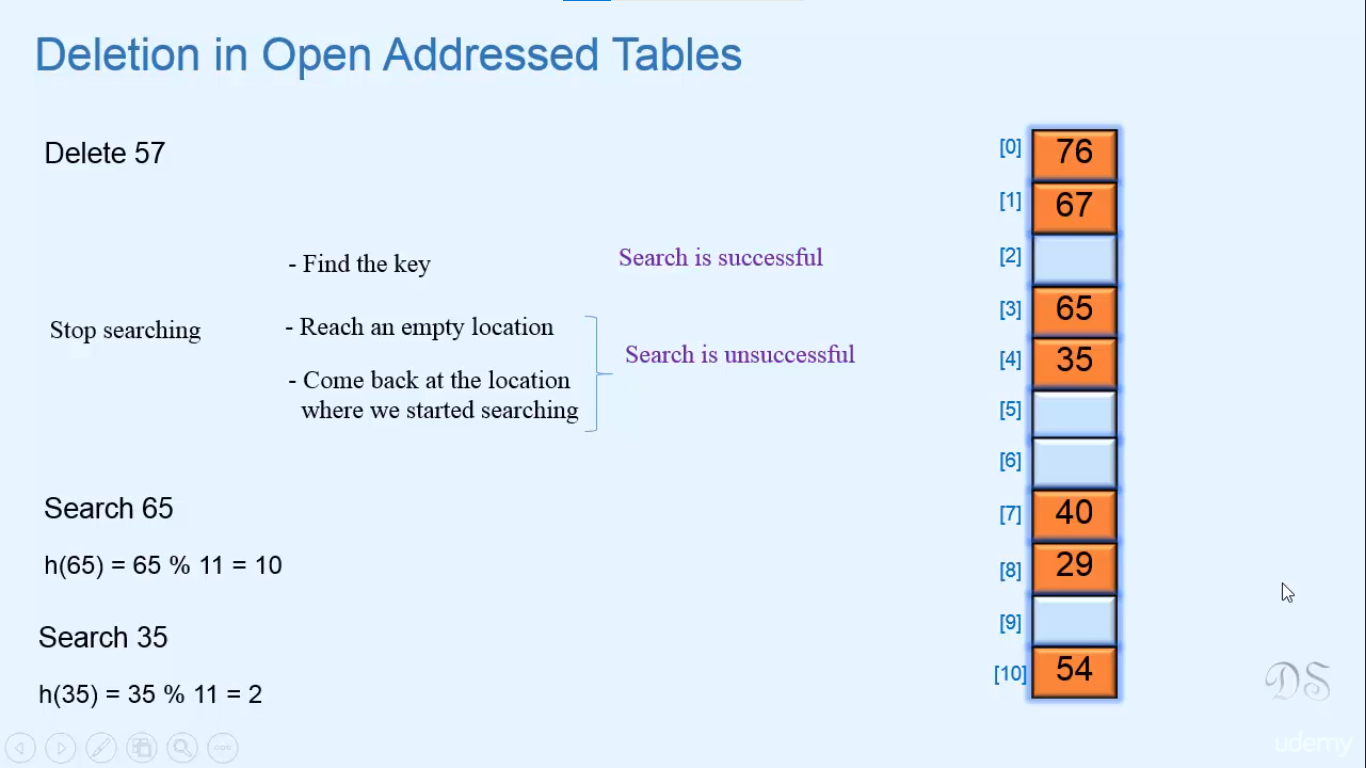 Deletion in Open Addressed Tables
Delete 57
- Find the key
Search is successful
Stop searching
- Reach an empty location
Search is unsuccessful
- Come back at the location
where we started searching
Search 65
h(65) = 65 % 11 = 10
Search 35
h(35) = 35 % 11 = 2
[0] 76
[1] 67
[2]
[3] 65
[4] 35
[5]
[6]
[7] 40
[8] 29
[9]
[10] 54
DS
udemy